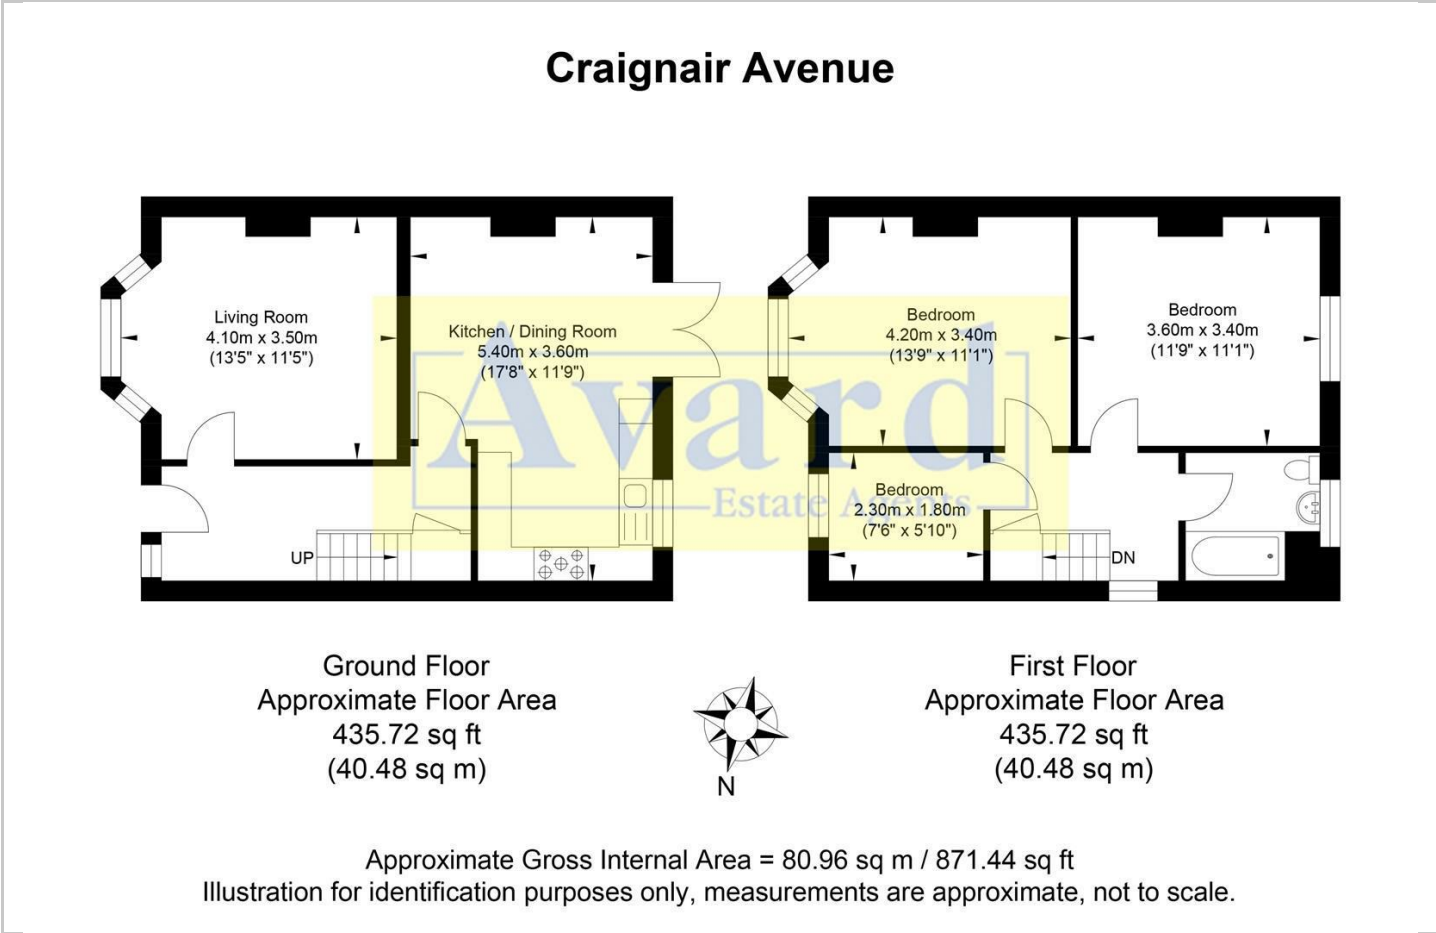 Craignair Avenue
Living Room
4.10m x 3.50m
(13'5" x 11'5")
Kitchen / Dining Room
5.40m x 3.60m
(17'8" x 11'9")
UP
Bedroom
4.20m x 3.40m
(13'9" x 11'1")
Bedroom
3.60m x 3.40m
(11'9" x 11'1")
Bedroom
2.30m x 1.80m
(7'6" x 5'10")
DN
Avard
Estate Agents
Ground Floor
Approximate Floor Area
435.72 sq ft
(40.48 sq m)
N
First Floor
Approximate Floor Area
435.72 sq ft
(40.48 sq m)
Approximate Gross Internal Area = 80.96 sq m / 871.44 sq ft
Illustration for identification purposes only, measurements are approximate, not to scale.